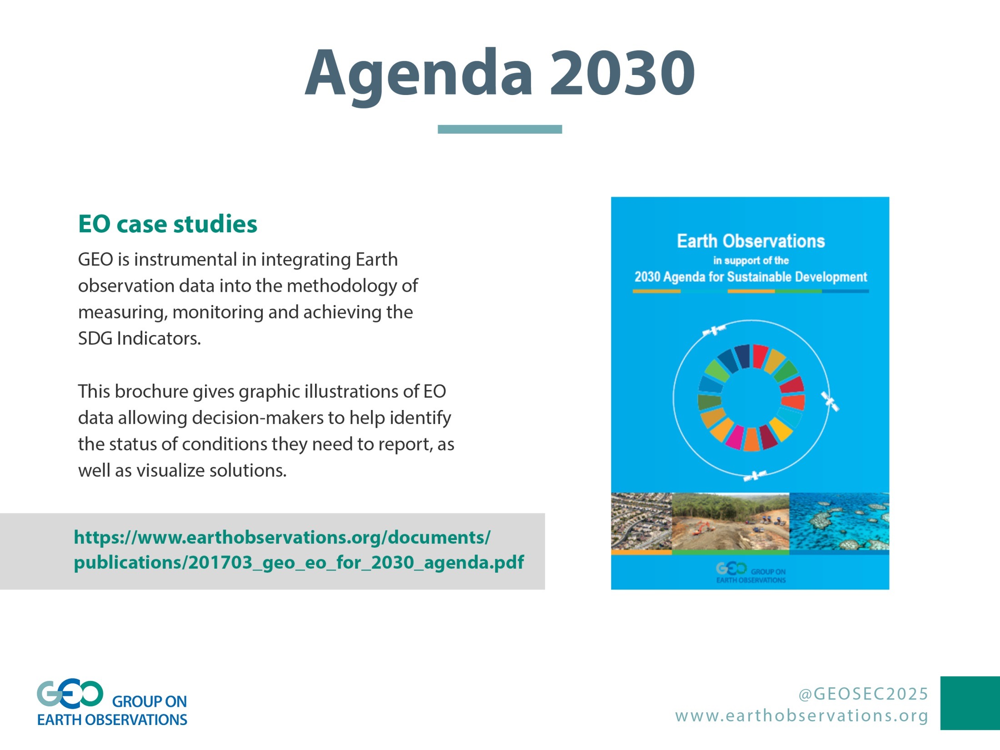 Agenda 2030
EO case studies
GEO is instrumental in integrating Earth
observation data into the methodology of
measuring, monitoring and achieving the
SDG Indicators.
This brochure gives graphic illustrations of EO
data allowing decision-makers to help identify
the status of conditions they need to report, as
well as visualize solutions.
https://www.earthobservations.org/documents/
publications/201703_geo_eo_for_2030_agenda.pdf
Earth Observations
in support of the
2030 Agenda for Sustainable Development
GEO GROUP ON
EARTH OBSERVATIONS
GEO GROUP ON
EARTH OBSERVATIONS
@GEOSEC2025
www.earthobservations.org